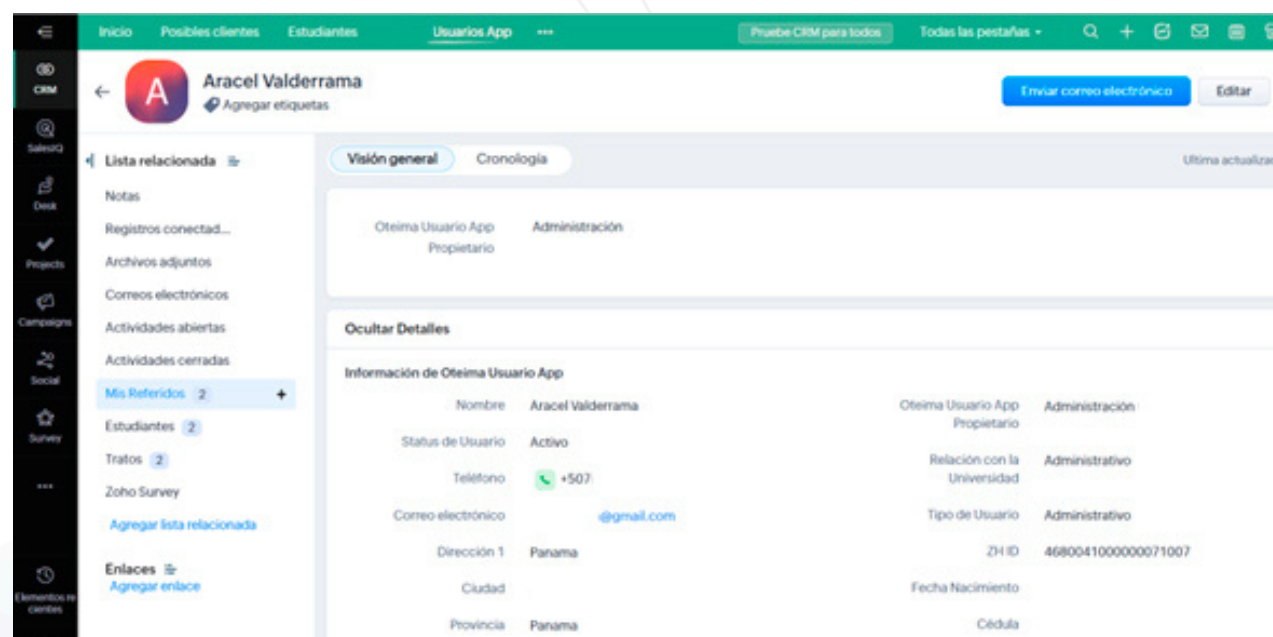 Inicio Posibles clientes Estudiantes Usuarios App ••• Pruebe CRM para todos Todas las pestañas
CRM
SalesIQ
Desk
Projects
Campaigns
Social
Survey
•••
Elementos re
cientes
A
Aracel Valderrama
Agregar etiquetas
Enviar correo electrónico Editar
Lista relacionada
Notas
Registros conectad...
Archivos adjuntos
Correos electrónicos
Actividades abiertas
Actividades cerradas
Mis Referidos 2 +
Estudiantes 2
Tratos 2
Zoho Survey
Agregar lista relacionada
Enlaces
Agregar enlace
Visión general Cronología Ultima actualizac
Oteima Usuario App Administración
Propietario
Ocultar Detalles
Información de Oteima Usuario App
Nombre Aracel Valderrama
Status de Usuario Activo
Teléfono +507
Correo electrónico @gmail.com
Dirección 1 Panama
Ciudad
Provincia Panama
Oteima Usuario App Administración
Propietario
Relación con la Administrativo
Universidad
Tipo de Usuario Administrativo
ZH ID 4680041000000071007
Fecha Nacimiento
Cédula